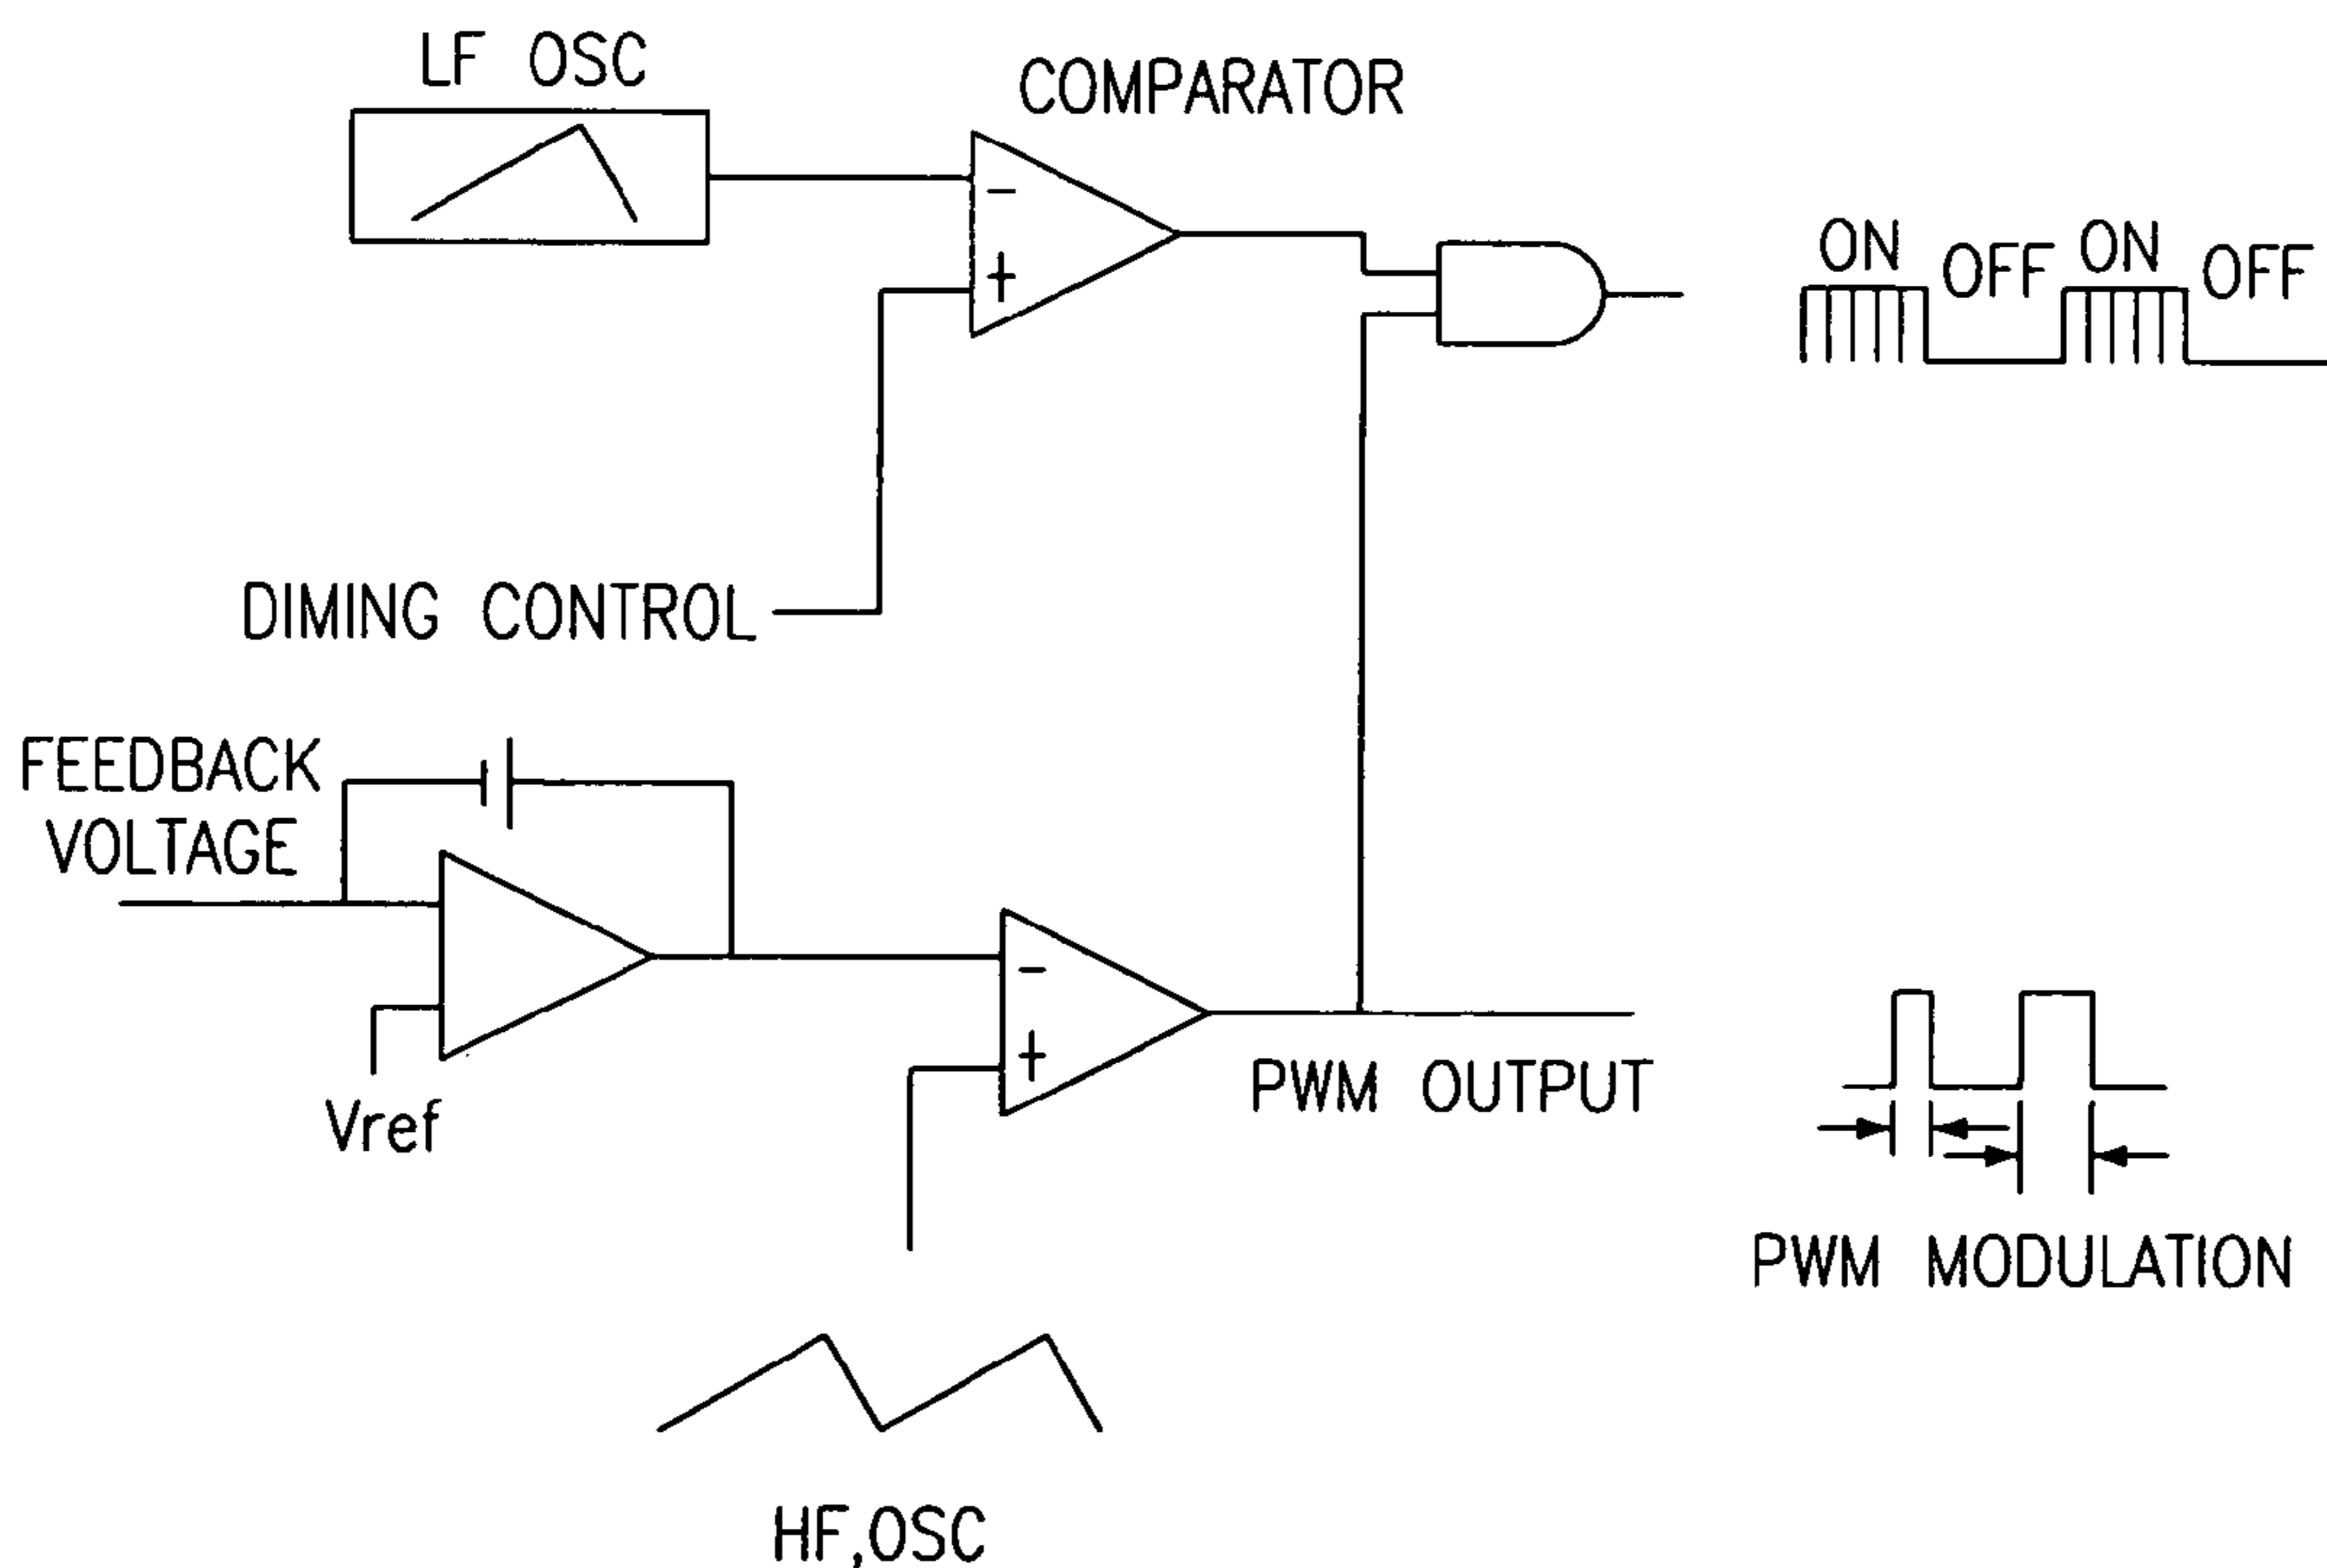 LF OSC
COMPARATOR
-
+
ON
OFF
ON
OFF
DIMING CONTROL
FEEDBACK
VOLTAGE
Vref
-
+
PWM OUTPUT
PWM MODULATION
HF,OSC